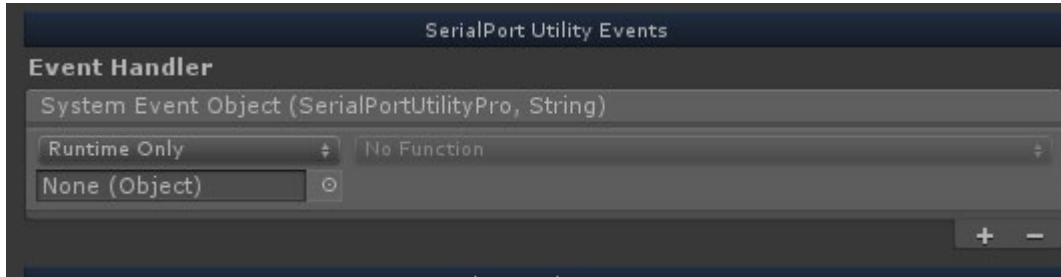 SerialPort Utility Events
Event Handler
System Event Object (SerialPortUtilityPro, String)
Runtime Only No Function
None (Object)
+ −